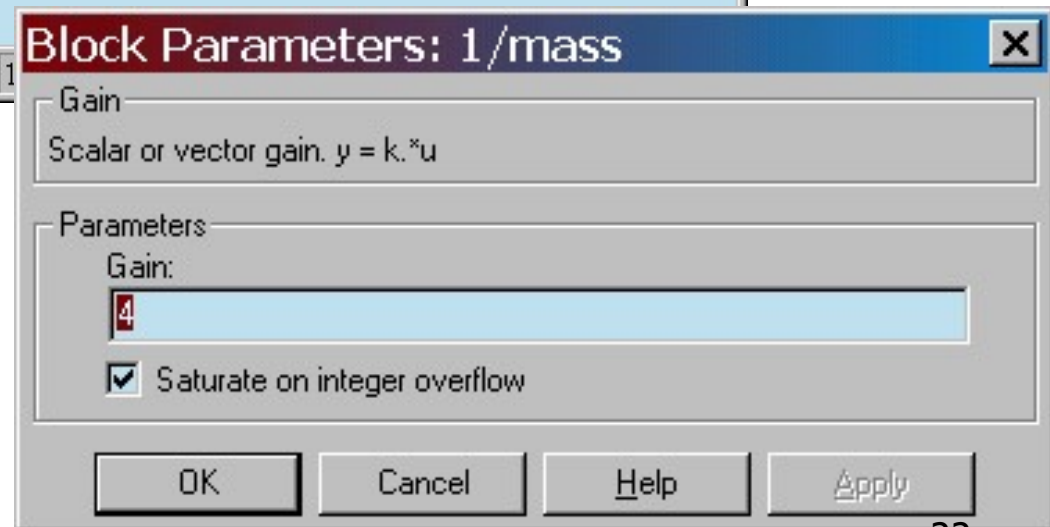 Block Parameters: 1/mass
1
Gain
Scalar or vector gain. y = k.*u
Parameters
Gain:
4
Saturate on integer overflow
OK Cancel Help Apply